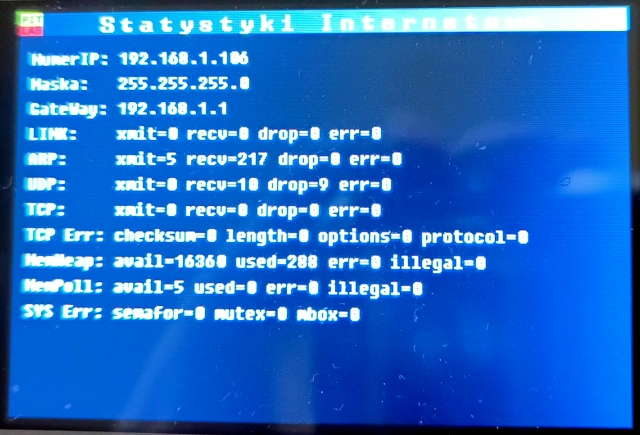 BIT
LAB
Statystyki Internetowe
NumerIP: 192.168.1.106
Maska: 255.255.255.0
GateWay: 192.168.1.1
LINK: xmit=0 recv=0 drop=0 err=0
ARP: xmit=5 recv=217 drop=0 err=0
UDP: xmit=0 recv=10 drop=9 err=0
TCP: xmit=0 recv=0 drop=0 err=0
TCP Err: checksum=0 length=0 options=0 protocol=0
MemHeap: avail=16360 used=208 err=0 illegal=0
MemPoll: avail=5 used=0 err=0 illegal=0
SYS Err: semafor=0 mutex=0 mbox=0